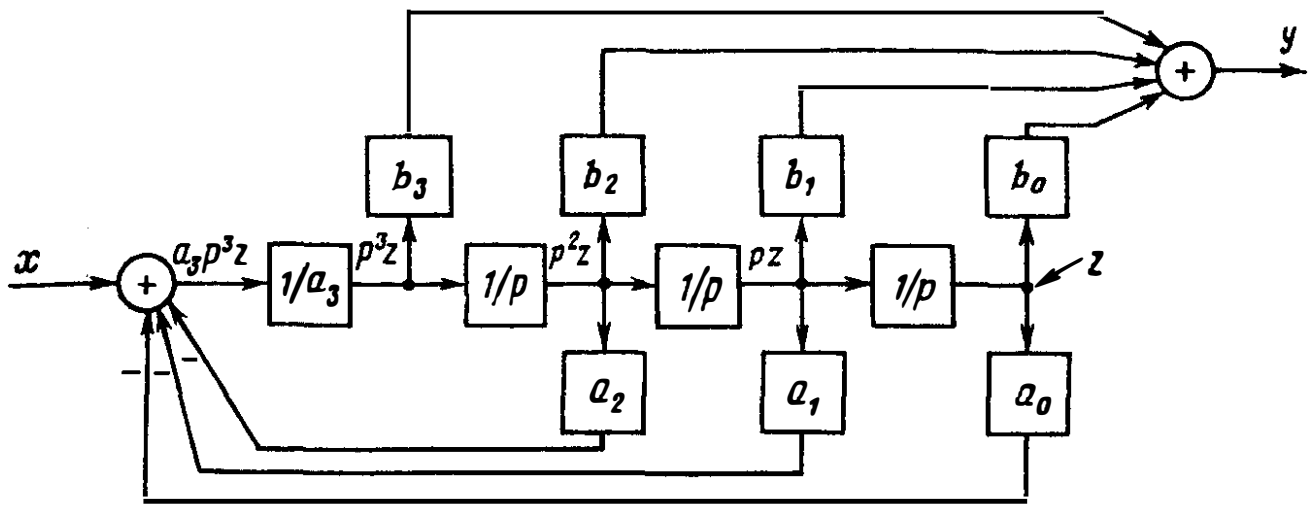 y
+
b₃ b₂ b₁ b₀
x a₃p³z p³z p²z pz z
+ 1/a₃ 1/p 1/p 1/p
− − −
a₂ a₁ a₀